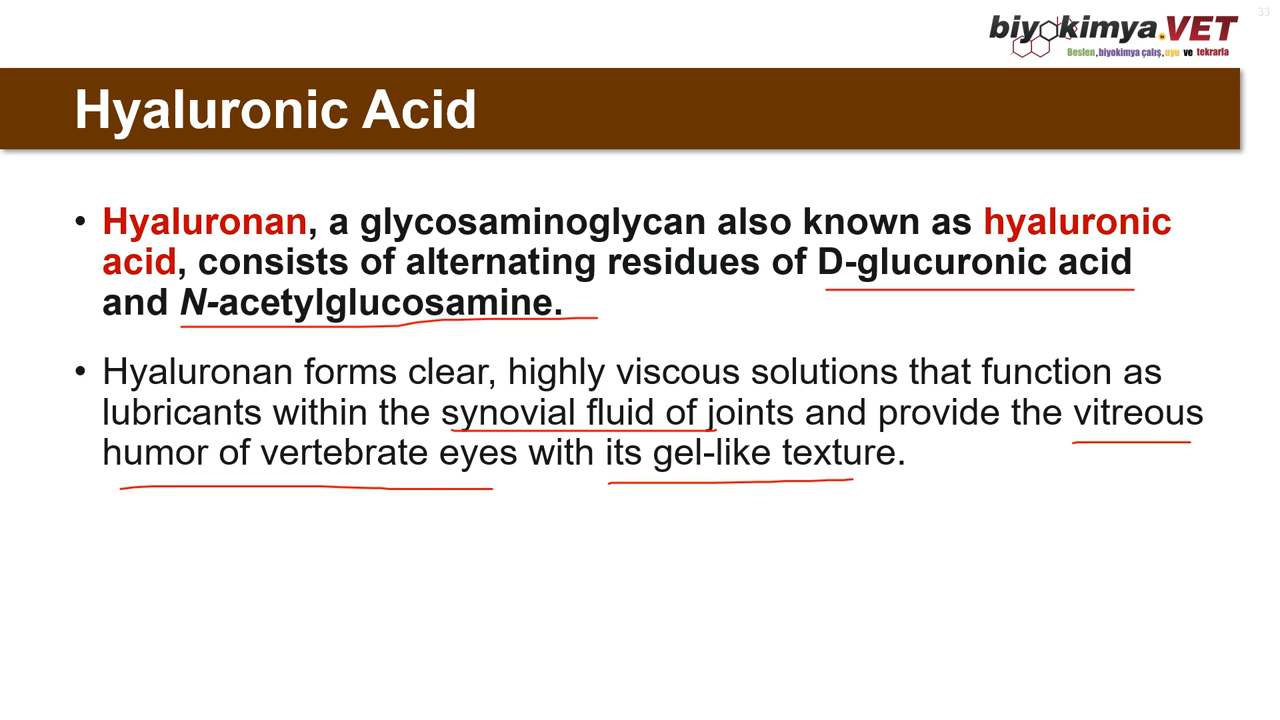 33
biyokimya.VET
Beslen, biyokimya çalış, uyu ve tekrarla
Hyaluronic Acid
• Hyaluronan, a glycosaminoglycan also known as hyaluronic
acid, consists of alternating residues of D-glucuronic acid
and N-acetylglucosamine.
• Hyaluronan forms clear, highly viscous solutions that function as
lubricants within the synovial fluid of joints and provide the vitreous
humor of vertebrate eyes with its gel-like texture.